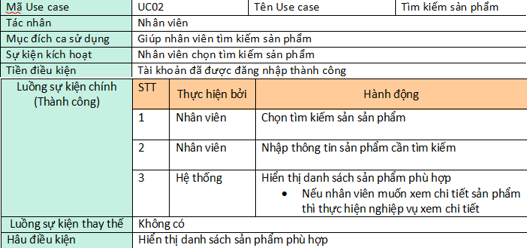 Mã Use case UC02 Tên Use case Tìm kiếm sản phẩm
Tác nhân Nhân viên
Mục đích ca sử dụng Giúp nhân viên tìm kiếm sản phẩm
Sự kiện kích hoạt Nhân viên chọn tìm kiếm sản phẩm
Tiền điều kiện Tài khoản đã được đăng nhập thành công
Luồng sự kiện chính
(Thành công)
STT Thực hiện bởi Hành động
1 Nhân viên Chọn tìm kiếm sản sản phẩm
2 Nhân viên Nhập thông tin sản phẩm cần tìm kiếm
3 Hệ thống Hiển thị danh sách sản phẩm phù hợp
• Nếu nhân viên muốn xem chi tiết sản phẩm
thì thực hiện nghiệp vụ xem chi tiết
Luồng sự kiện thay thế Không có
Hâu điều kiện Hiển thị danh sách sản phẩm phù hợp